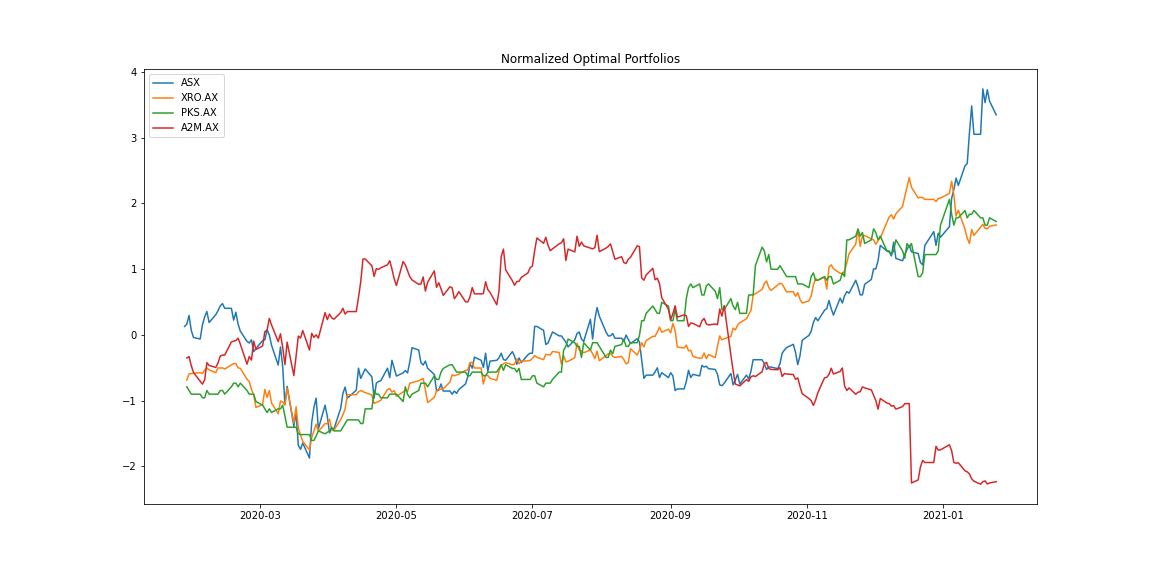 Normalized Optimal Portfolios
ASX
XRO.AX
PKS.AX
A2M.AX
4
3
2
1
0
−1
−2
2020-03
2020-05
2020-07
2020-09
2020-11
2021-01